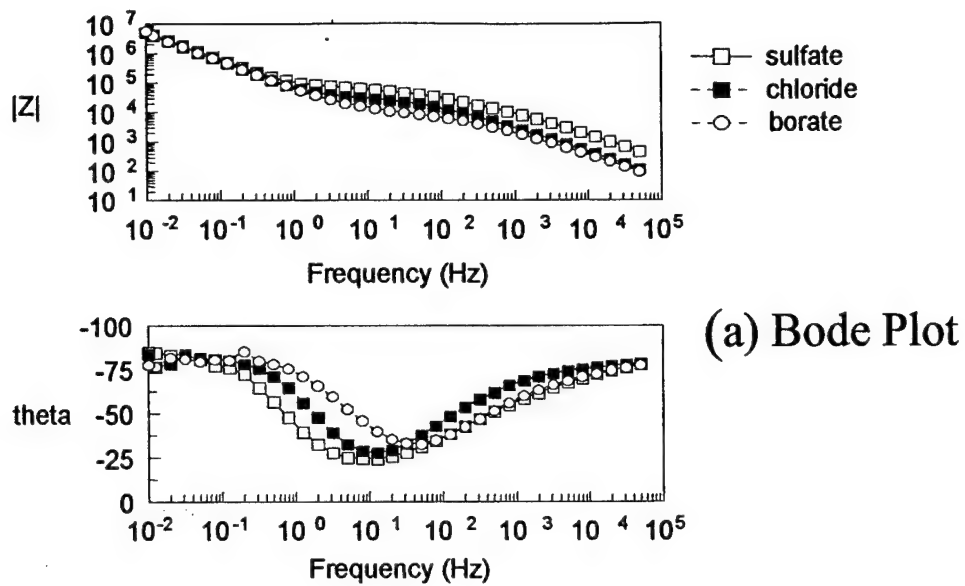 10 7
10 6
10 5
10 4
10 3
10 2
10 1
|Z|
10 -2 10 -1 10 0 10 1 10 2 10 3 10 4 10 5
Frequency (Hz)
sulfate
chloride
borate
-100
-75
-50
-25
0
theta
10 -2 10 -1 10 0 10 1 10 2 10 3 10 4 10 5
Frequency (Hz)
(a) Bode Plot